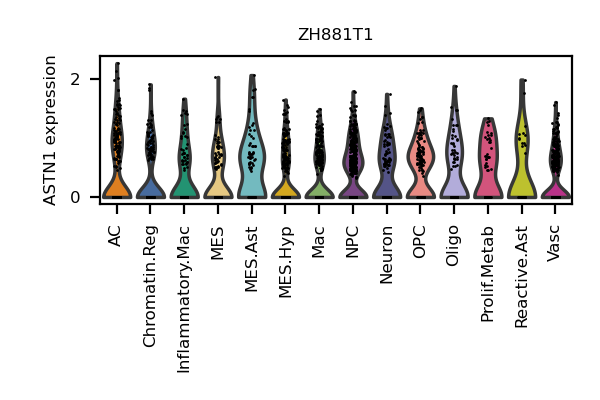 ZH881T1
ASTN1 expression
2
0
AC
Chromatin.Reg
Inflammatory.Mac
MES
MES.Ast
MES.Hyp
Mac
NPC
Neuron
OPC
Oligo
Prolif.Metab
Reactive.Ast
Vasc